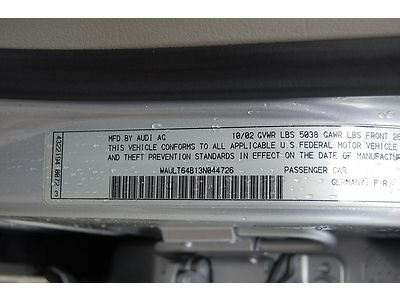 MFD.BY AUDI AG 10/02 GVWR LBS 5038 GAWR LBS FRONT 26
THIS VEHICLE CONFORMS TO ALL APPLICABLE U.S. FEDERAL MOTOR VEHICLE
AND THEFT PREVENTION STANDARDS IN EFFECT ON THE DATE OF MANUFAC
WAULT64B13N044726 PASSENGER CAR
GERMANY/F.R.G